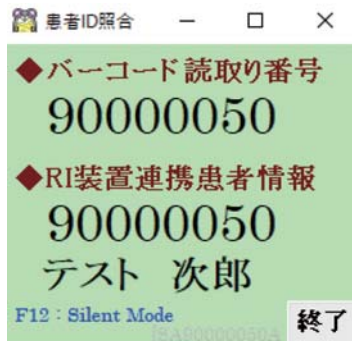 患者ID照合
◆バーコード読取り番号
90000050
◆RI装置連携患者情報
90000050
テスト 次郎
F12：Silent Mode
終了